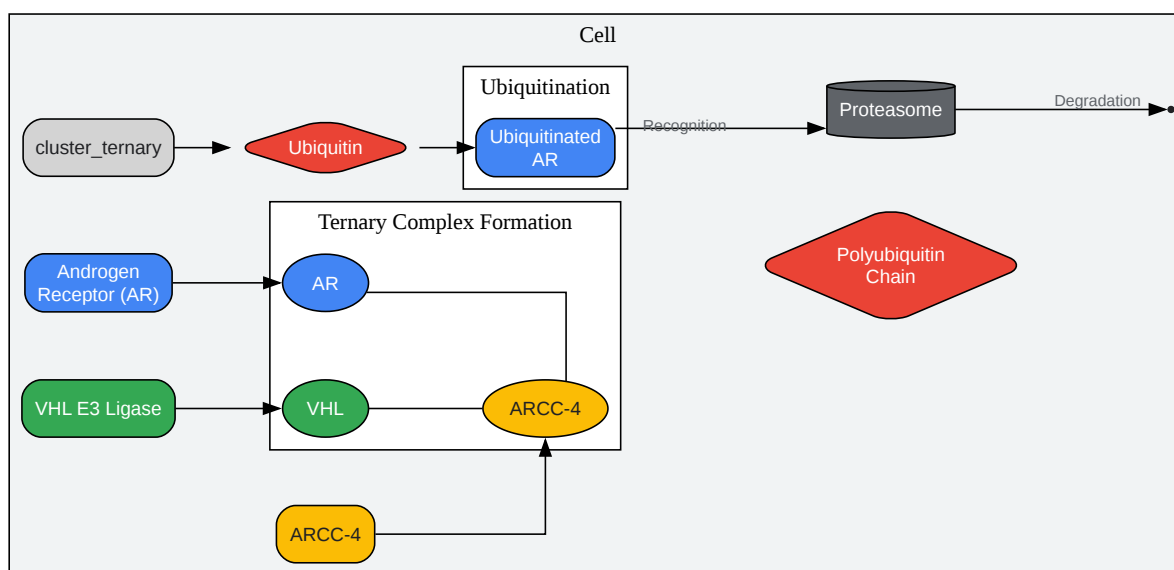 Cell
Ubiquitination
cluster_ternary
Ubiquitin
Ubiquitinated
AR
Recognition
Proteasome
Degradation
Ternary Complex Formation
Androgen
Receptor (AR)
AR
Polyubiquitin
Chain
VHL E3 Ligase
VHL
ARCC-4
ARCC-4